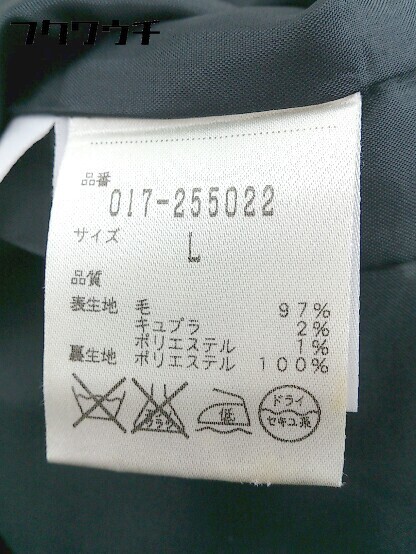 フクウウチ
品番
017-255022
サイズ
L
品質
表生地 毛 97%
キュプラ 2%
ポリエステル 1%
裏生地 ポリエステル 100%
低
ドライ
セキユ系